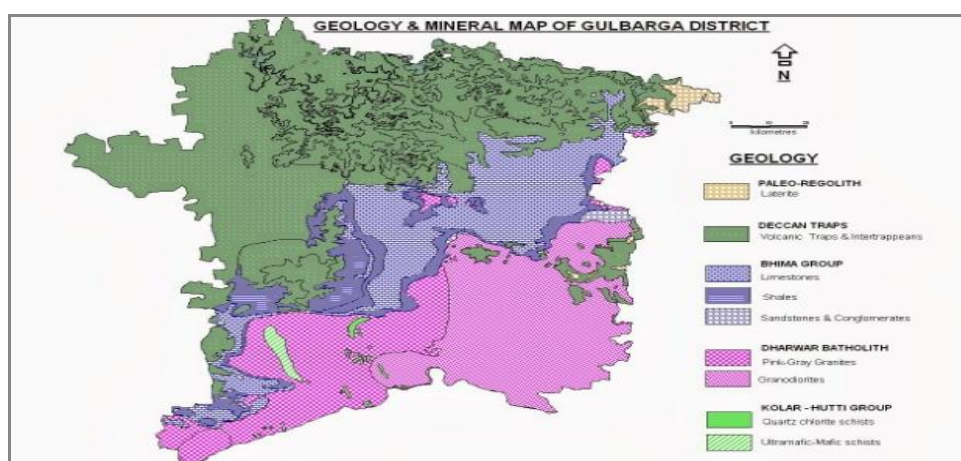 GEOLOGY & MINERAL MAP OF GULBARGA DISTRICT
N
kilometres
GEOLOGY
PALEO-REGOLITH
Laterite
DECCAN TRAPS
Volcanic Traps & Intertrappeans
BHIMA GROUP
Limestones
Shales
Sandstones & Conglomerates
DHARWAR BATHOLITH
Pink-Gray Granites
Granodiorites
KOLAR - HUTTI GROUP
Quartz chlorite schists
Ultramafic-Mafic schists